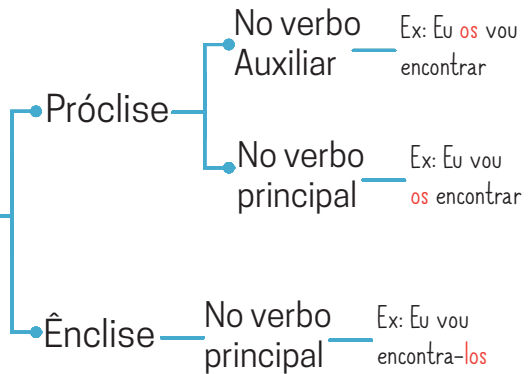 Próclise
No verbo
Auxiliar
Ex: Eu os vou
encontrar
No verbo
principal
Ex: Eu vou
os encontrar
Ênclise
No verbo
principal
Ex: Eu vou
encontra-los